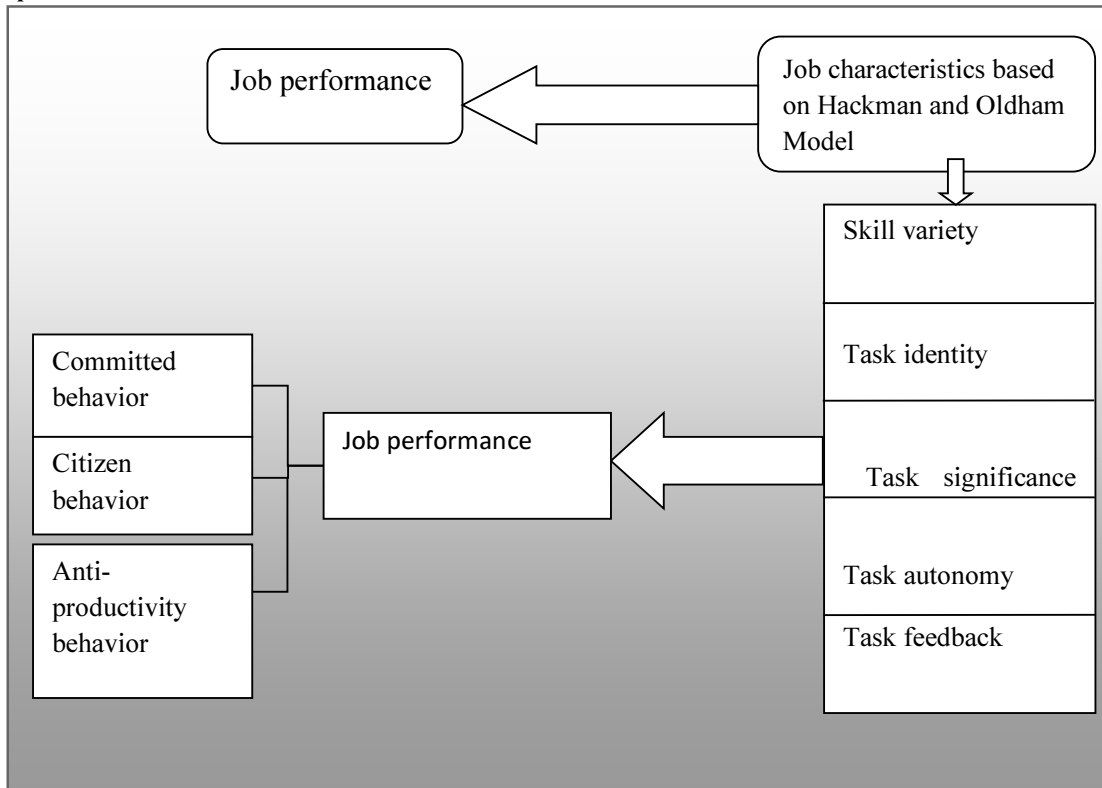 Job performance
Job characteristics based
on Hackman and Oldham
Model
Skill variety
Task identity
Task significance
Task autonomy
Task feedback
Job performance
Committed
behavior
Citizen
behavior
Anti-
productivity
behavior